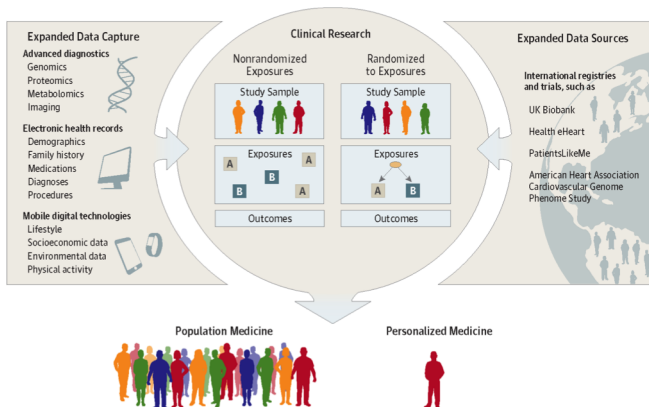 Expanded Data Capture
Advanced diagnostics
Genomics
Proteomics
Metabolomics
Imaging
Electronic health records
Demographics
Family history
Medications
Diagnoses
Procedures
Mobile digital technologies
Lifestyle
Socioeconomic data
Environmental data
Physical activity
Clinical Research
Nonrandomized
Exposures
Study Sample
Exposures
A
A
B
B
A
Outcomes
Randomized
to Exposures
Study Sample
Exposures
A
B
Outcomes
Expanded Data Sources
International registries
and trials, such as
UK Biobank
Health eHeart
PatientsLikeMe
American Heart Association
Cardiovascular Genome
Phenome Study
Population Medicine
Personalized Medicine